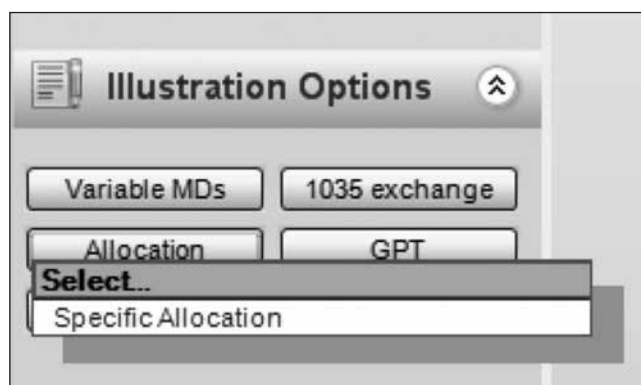 Illustration Options
Variable MDs 1035 exchange
Allocation GPT
Select...
Specific Allocation